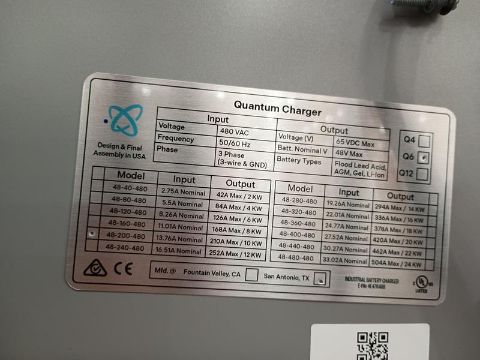 Quantum Charger
Design & Final
Assembly in USA
Input
Voltage 480 VAC
Frequency 50/60 Hz
Phase 3 Phase
(3-wire & GND)
Output
Voltage (V) 65 VDC Max
Batt. Nominal V 48V Max
Battery Types Flood Lead Acid,
AGM, Gel, Li-Ion
Q4
Q6
Q12
Model Input Output
48-40-480 2.75A Nominal 42A Max / 2 KW
48-80-480 5.5A Nominal 84A Max / 4 KW
48-120-480 8.26A Nominal 126A Max / 6 KW
48-160-480 11.01A Nominal 168A Max / 8 KW
48-200-480 13.76A Nominal 210A Max / 10 KW
48-240-480 16.51A Nominal 252A Max / 12 KW
Model Input Output
48-280-480 19.26A Nominal 294A Max / 14 KW
48-320-480 22.01A Nominal 336A Max / 16 KW
48-360-480 24.77A Nominal 378A Max / 18 KW
48-400-480 27.52A Nominal 420A Max / 20 KW
48-440-480 30.27A Nominal 462A Max / 22 KW
48-480-480 33.02A Nominal 504A Max / 24 KW
CE
Mfd. @ Fountain Valley, CA San Antonio, TX
INDUSTRIAL BATTERY CHARGER
UL
LISTED